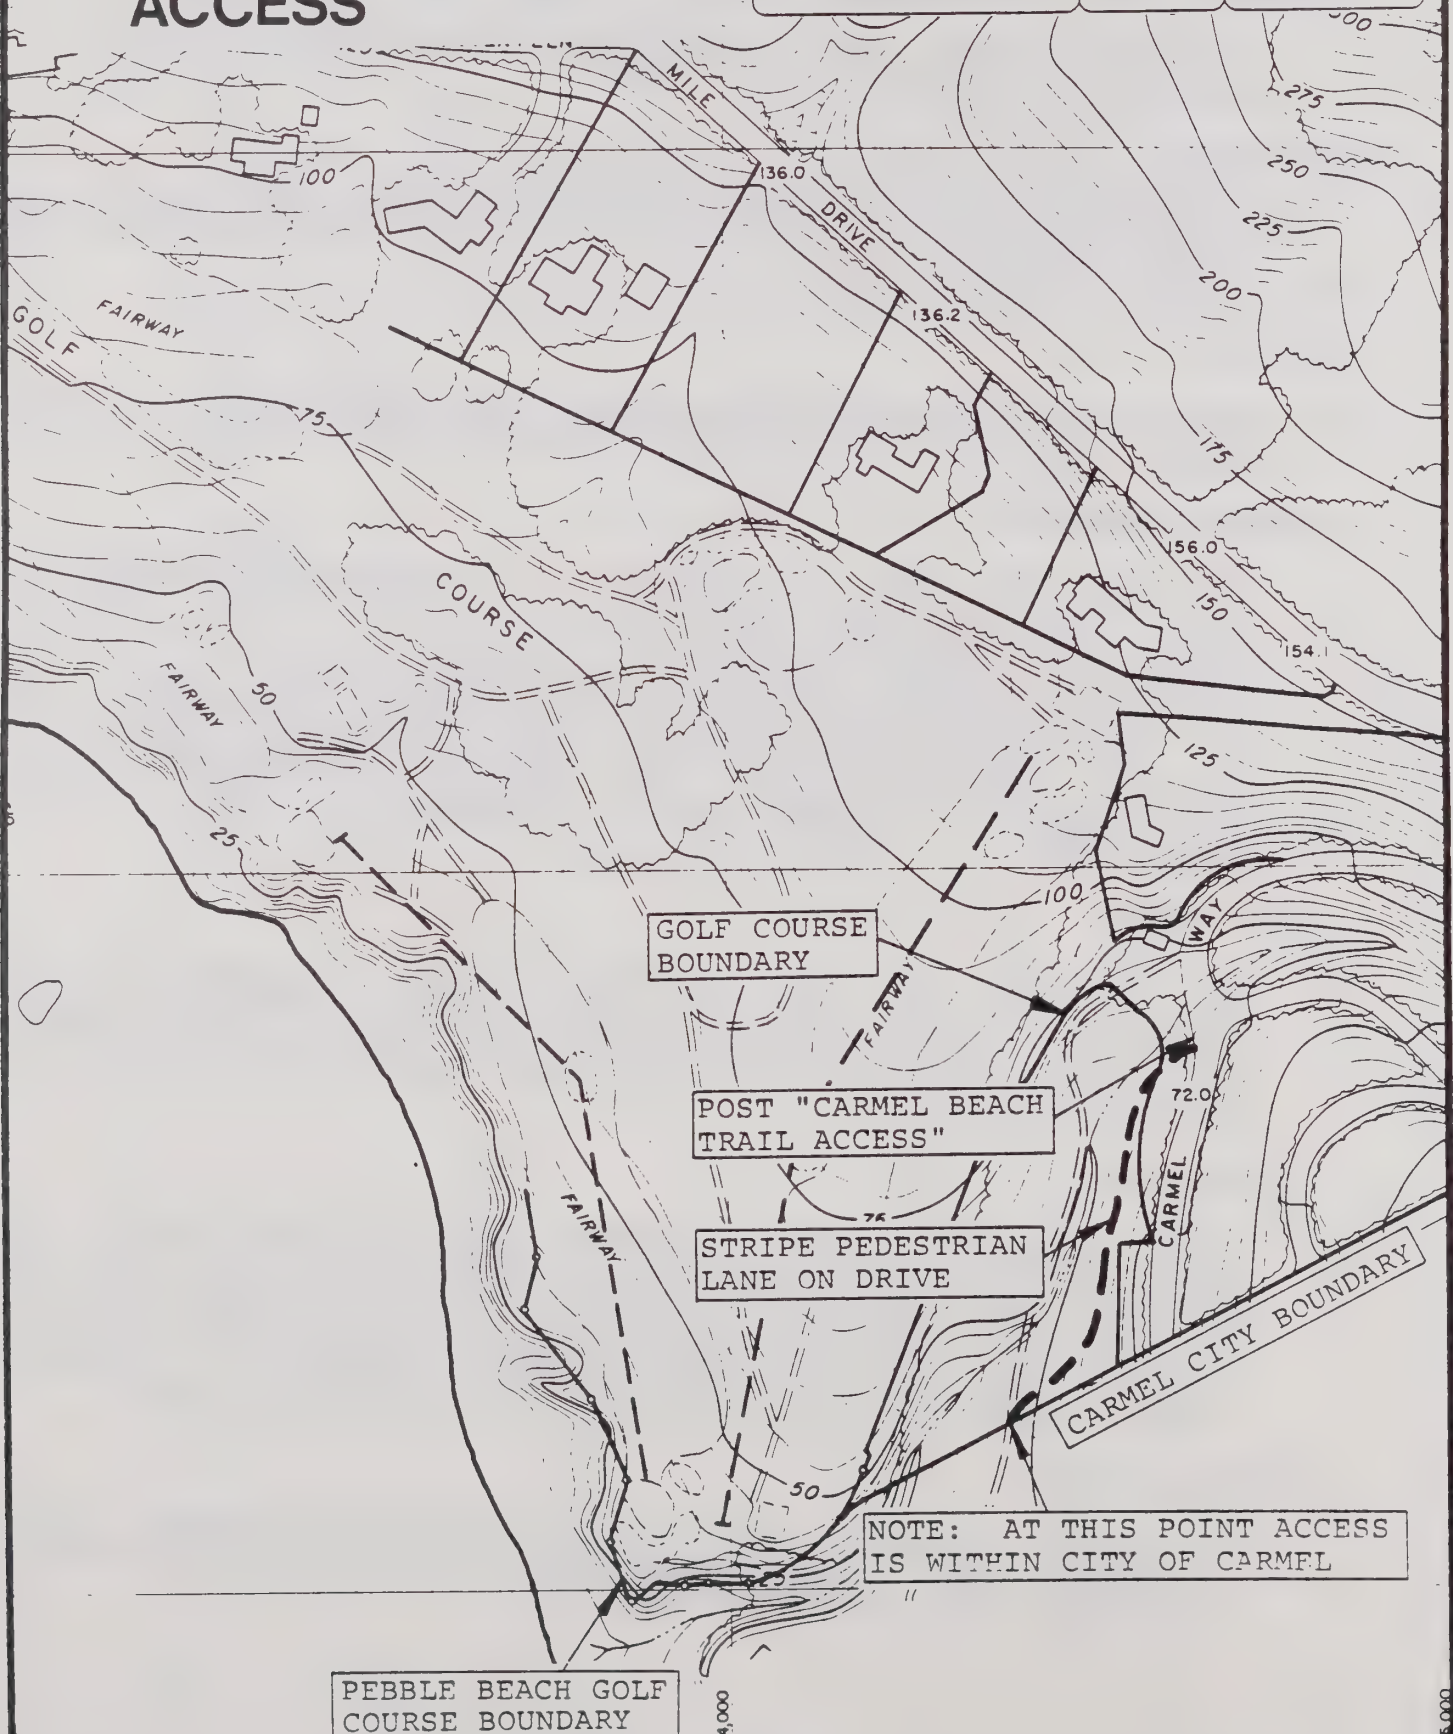 ACCESS
MILE
275
250
225
200
175
136.0
DRIVE
100
136.2
GOLF
FAIRWAY
75
156.0
150
154.1
COURSE
FAIRWAY
50
125
25
100
WAY
GOLF COURSE
BOUNDARY
FAIRWAY
POST "CARMEL BEACH
TRAIL ACCESS"
72.0
CARMEL
FAIRWAY
STRIPE PEDESTRIAN
LANE ON DRIVE
CARMEL CITY BOUNDARY
50
NOTE: AT THIS POINT ACCESS
IS WITHIN CITY OF CARMEL
25
PEBBLE BEACH GOLF
COURSE BOUNDARY